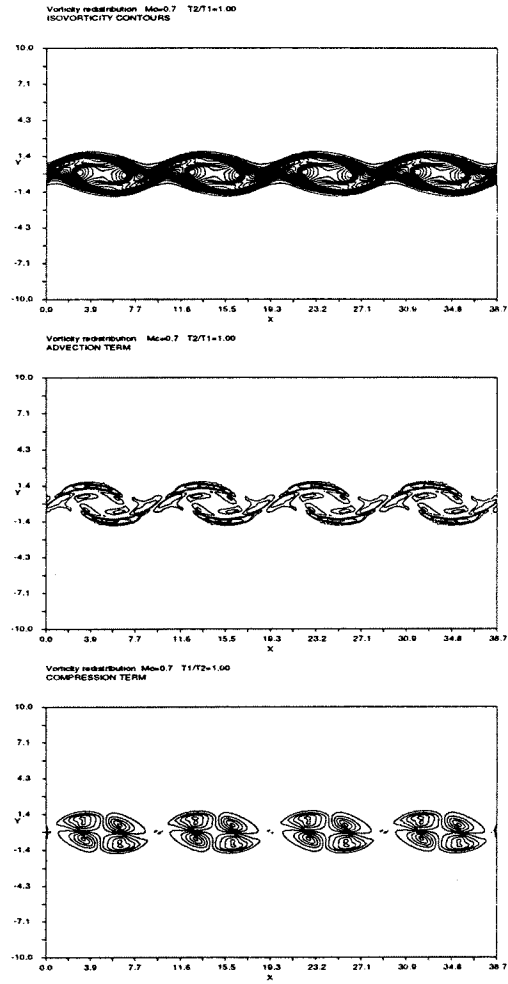 Vorticity redistribution Mc=0.7 T2/T1=1.00
ISOVORTICITY CONTOURS
10.0
7.1
4.3
Y 1.4
-1.4
-4.3
-7.1
-10.0
0.0 3.9 7.7 11.6 15.5 19.3 23.2 27.1 30.9 34.8 38.7
X
Vorticity redistribution Mc=0.7 T2/T1=1.00
ADVECTION TERM
10.0
7.1
4.3
Y 1.4
-1.4
-4.3
-7.1
-10.0
0.0 3.9 7.7 11.6 15.5 19.3 23.2 27.1 30.9 34.8 38.7
X
Vorticity redistribution Mc=0.7 T1/T2=1.00
COMPRESSION TERM
10.0
7.1
4.3
Y 1.4
-1.4
-4.3
-7.1
-10.0
0.0 3.9 7.7 11.6 15.5 19.3 23.2 27.1 30.9 34.8 38.7
X